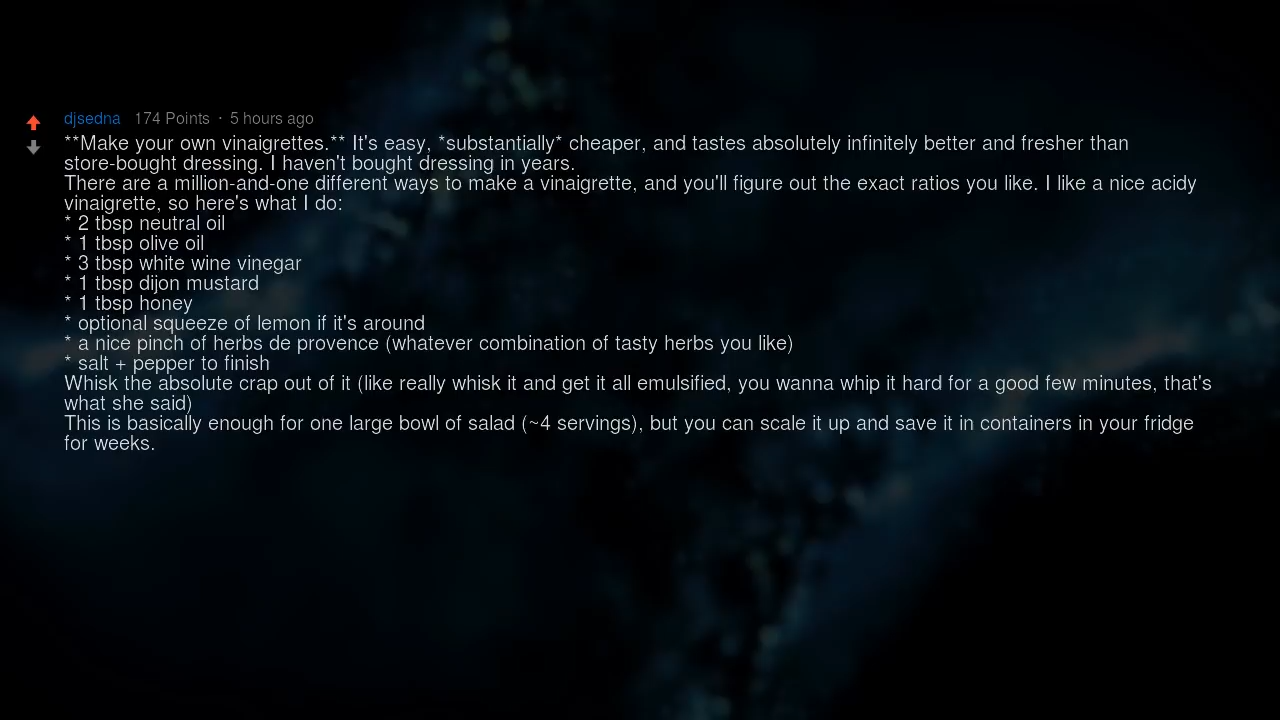 djsedna 174 Points · 5 hours ago
**Make your own vinaigrettes.** It's easy, *substantially* cheaper, and tastes absolutely infinitely better and fresher than
store-bought dressing. I haven't bought dressing in years.
There are a million-and-one different ways to make a vinaigrette, and you'll figure out the exact ratios you like. I like a nice acidy
vinaigrette, so here's what I do:
* 2 tbsp neutral oil
* 1 tbsp olive oil
* 3 tbsp white wine vinegar
* 1 tbsp dijon mustard
* 1 tbsp honey
* optional squeeze of lemon if it's around
* a nice pinch of herbs de provence (whatever combination of tasty herbs you like)
* salt + pepper to finish
Whisk the absolute crap out of it (like really whisk it and get it all emulsified, you wanna whip it hard for a good few minutes, that's
what she said)
This is basically enough for one large bowl of salad (~4 servings), but you can scale it up and save it in containers in your fridge
for weeks.